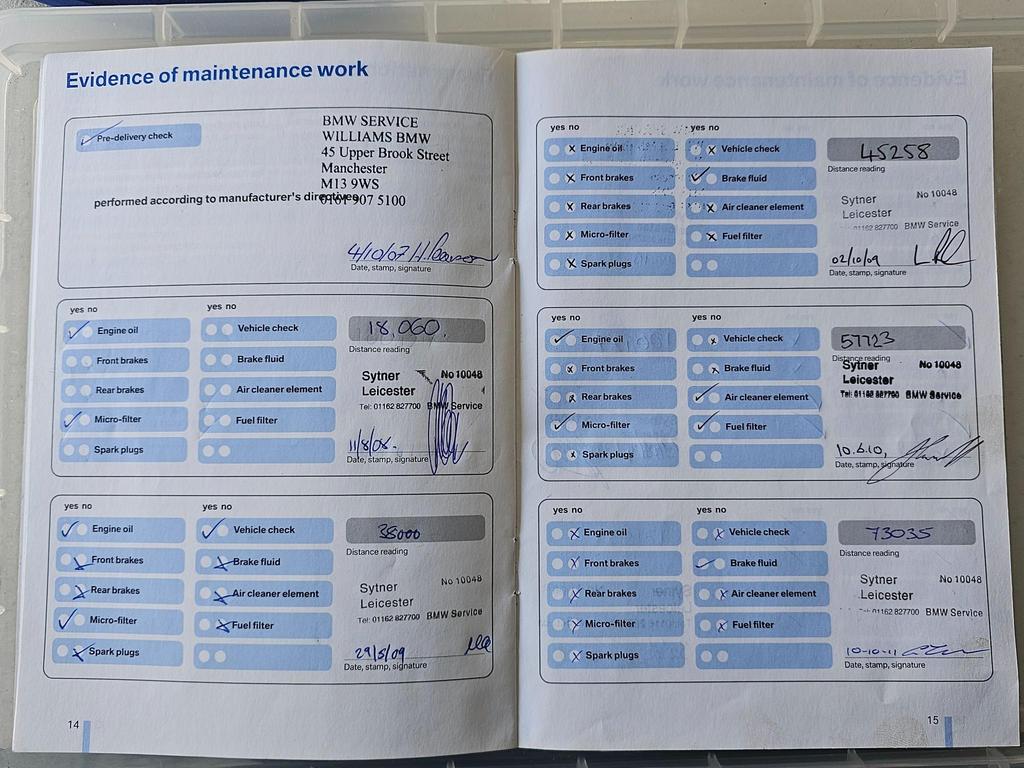 Evidence of maintenance work
Pre-delivery check
BMW SERVICE
WILLIAMS BMW
45 Upper Brook Street
Manchester
M13 9WS
performed according to manufacturer's directives
907 5100
4/10/07
Date, stamp, signature
yes no
yes no
Engine oil
Vehicle check
18,060.
Front brakes
Brake fluid
Distance reading
Rear brakes
Air cleaner element
Sytner No 10048
Leicester
Micro-filter
Fuel filter
Tel: 01162 827700 BMW Service
Spark plugs
11/8/08.
Date, stamp, signature
yes no
yes no
Engine oil
Vehicle check
38000
Front brakes
Brake fluid
Distance reading
Rear brakes
Air cleaner element
Sytner No 10048
Leicester
Micro-filter
Fuel filter
Tel: 01162 827700 BMW Service
Spark plugs
29/5/09
Date, stamp, signature
14
yes no
yes no
Engine oil
Vehicle check
45258
Front brakes
Brake fluid
Distance reading
Rear brakes
Air cleaner element
Sytner No 10048
Leicester
Micro-filter
Fuel filter
01162 827700 BMW Service
Spark plugs
02/10/09
Date, stamp, signature
yes no
yes no
Engine oil
Vehicle check
57723
Front brakes
Brake fluid
Distance reading
Rear brakes
Air cleaner element
Sytner No 10048
Leicester
Micro-filter
Fuel filter
Tel: 01162 827700 BMW Service
Spark plugs
10.6.10,
Date, stamp, signature
yes no
yes no
Engine oil
Vehicle check
73035
Front brakes
Brake fluid
Distance reading
Rear brakes
Air cleaner element
Sytner No 10048
Leicester
Micro-filter
Fuel filter
01162 827700 BMW Service
Spark plugs
10-10-11
Date, stamp, signature
15